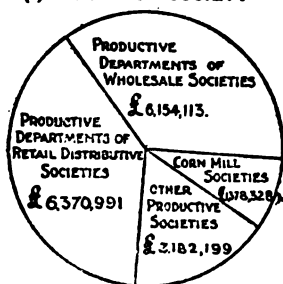 PRODUCTIVE
DEPARTMENTS OF
WHOLESALE SOCIETIES
£6,154,113.
PRODUCTIVE
DEPARTMENTS OF
RETAIL DISTRIBUTIVE
SOCIETIES
£6,370,991
CORN MILL
SOCIETIES
OTHER
PRODUCTIVE
SOCIETIES
£3,182,199